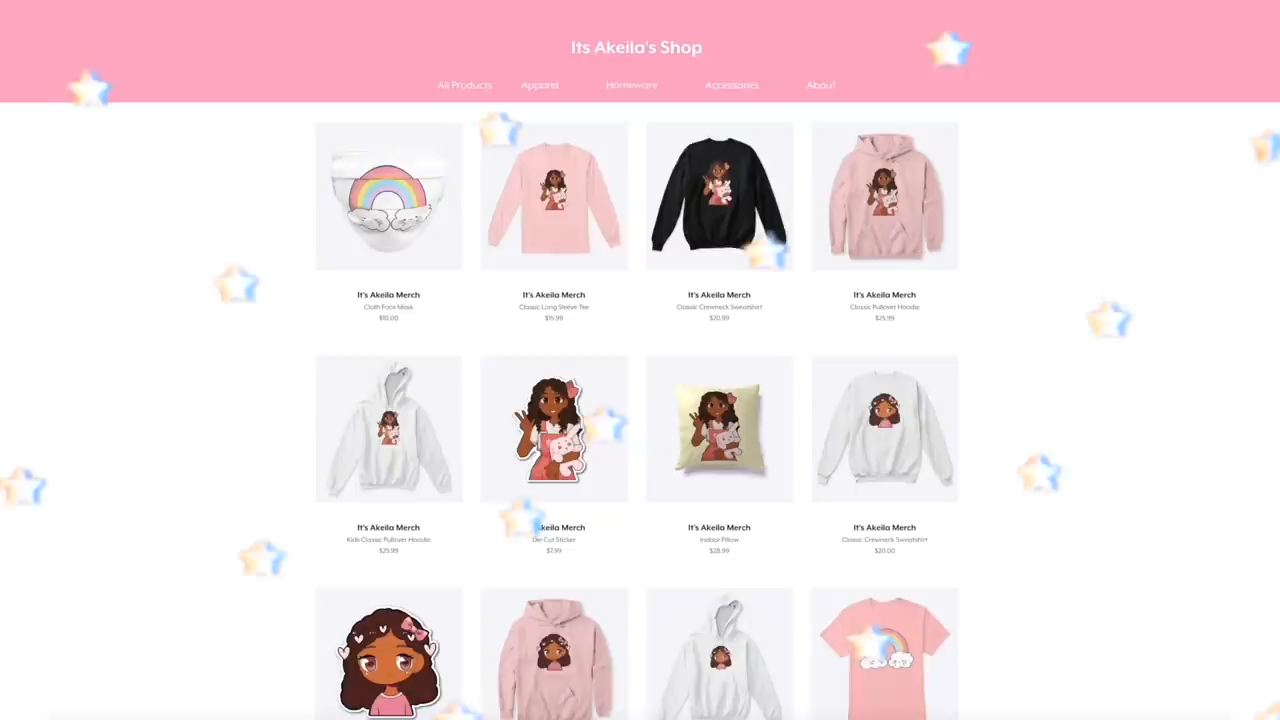 Its Akeila's Shop
All Products Apparel Homeware Accessories About
It's Akeila Merch It's Akeila Merch It's Akeila Merch It's Akeila Merch
Cloth Face Mask Classic Long Sleeve Tee Classic Crewneck Sweatshirt Classic Pullover Hoodie
$10.00 $15.99 $20.99 $25.99
It's Akeila Merch Akeila Merch It's Akeila Merch It's Akeila Merch
Kids Classic Pullover Hoodie Die Cut Sticker Indoor Pillow Classic Crewneck Sweatshirt
$25.99 $7.99 $28.99 $20.00